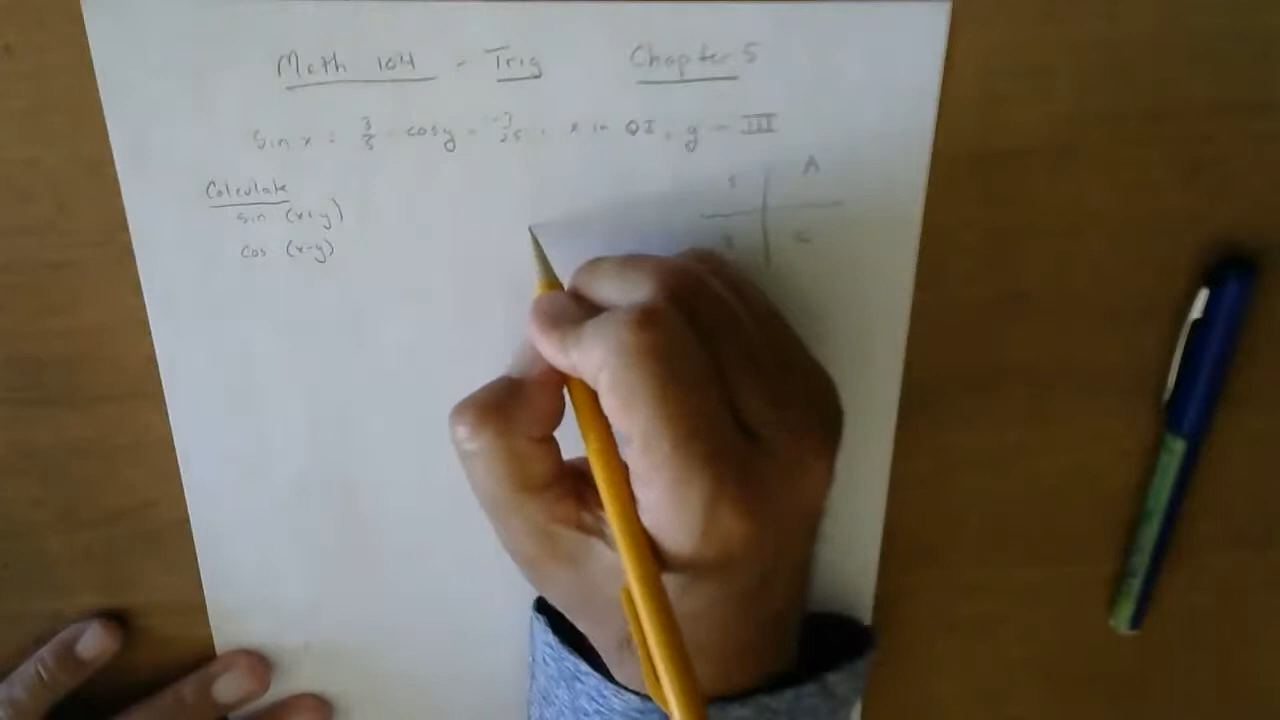 Math 104 - Trig Chapter 5
sin x = 3/5 cos y = -7/25 , x in QI, y - III
Calculate
sin (x+y)
cos (x-y)
S A
T C